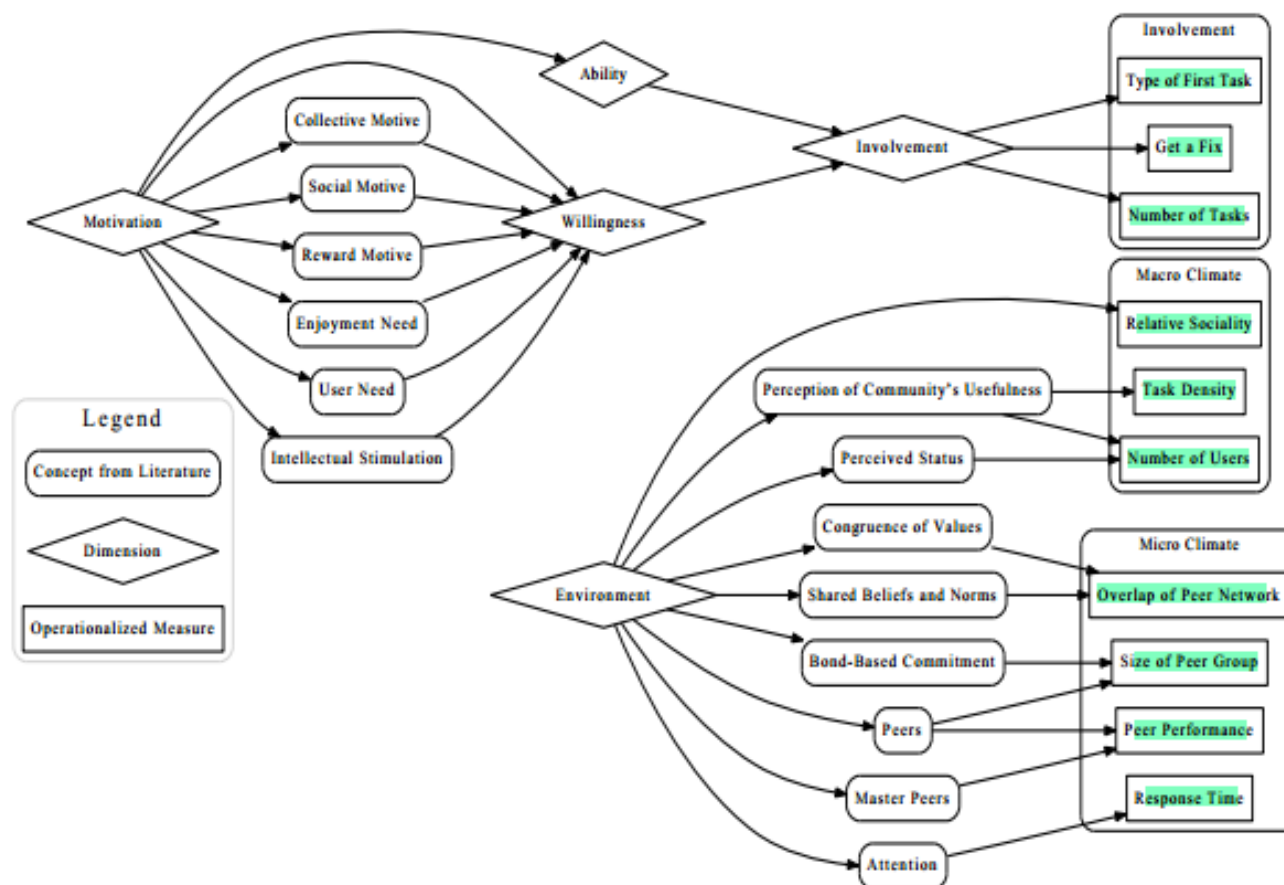 Involvement
Type of First Task
Get a Fix
Number of Tasks
Ability
Involvement
Collective Motive
Social Motive
Motivation
Willingness
Reward Motive
Enjoyment Need
User Need
Intellectual Stimulation
Macro Climate
Relative Sociality
Perception of Community's Usefulness
Task Density
Perceived Status
Number of Users
Legend
Concept from Literature
Dimension
Operationalized Measure
Congruence of Values
Micro Climate
Environment
Shared Beliefs and Norms
Overlap of Peer Network
Bond-Based Commitment
Size of Peer Group
Peers
Peer Performance
Master Peers
Response Time
Attention